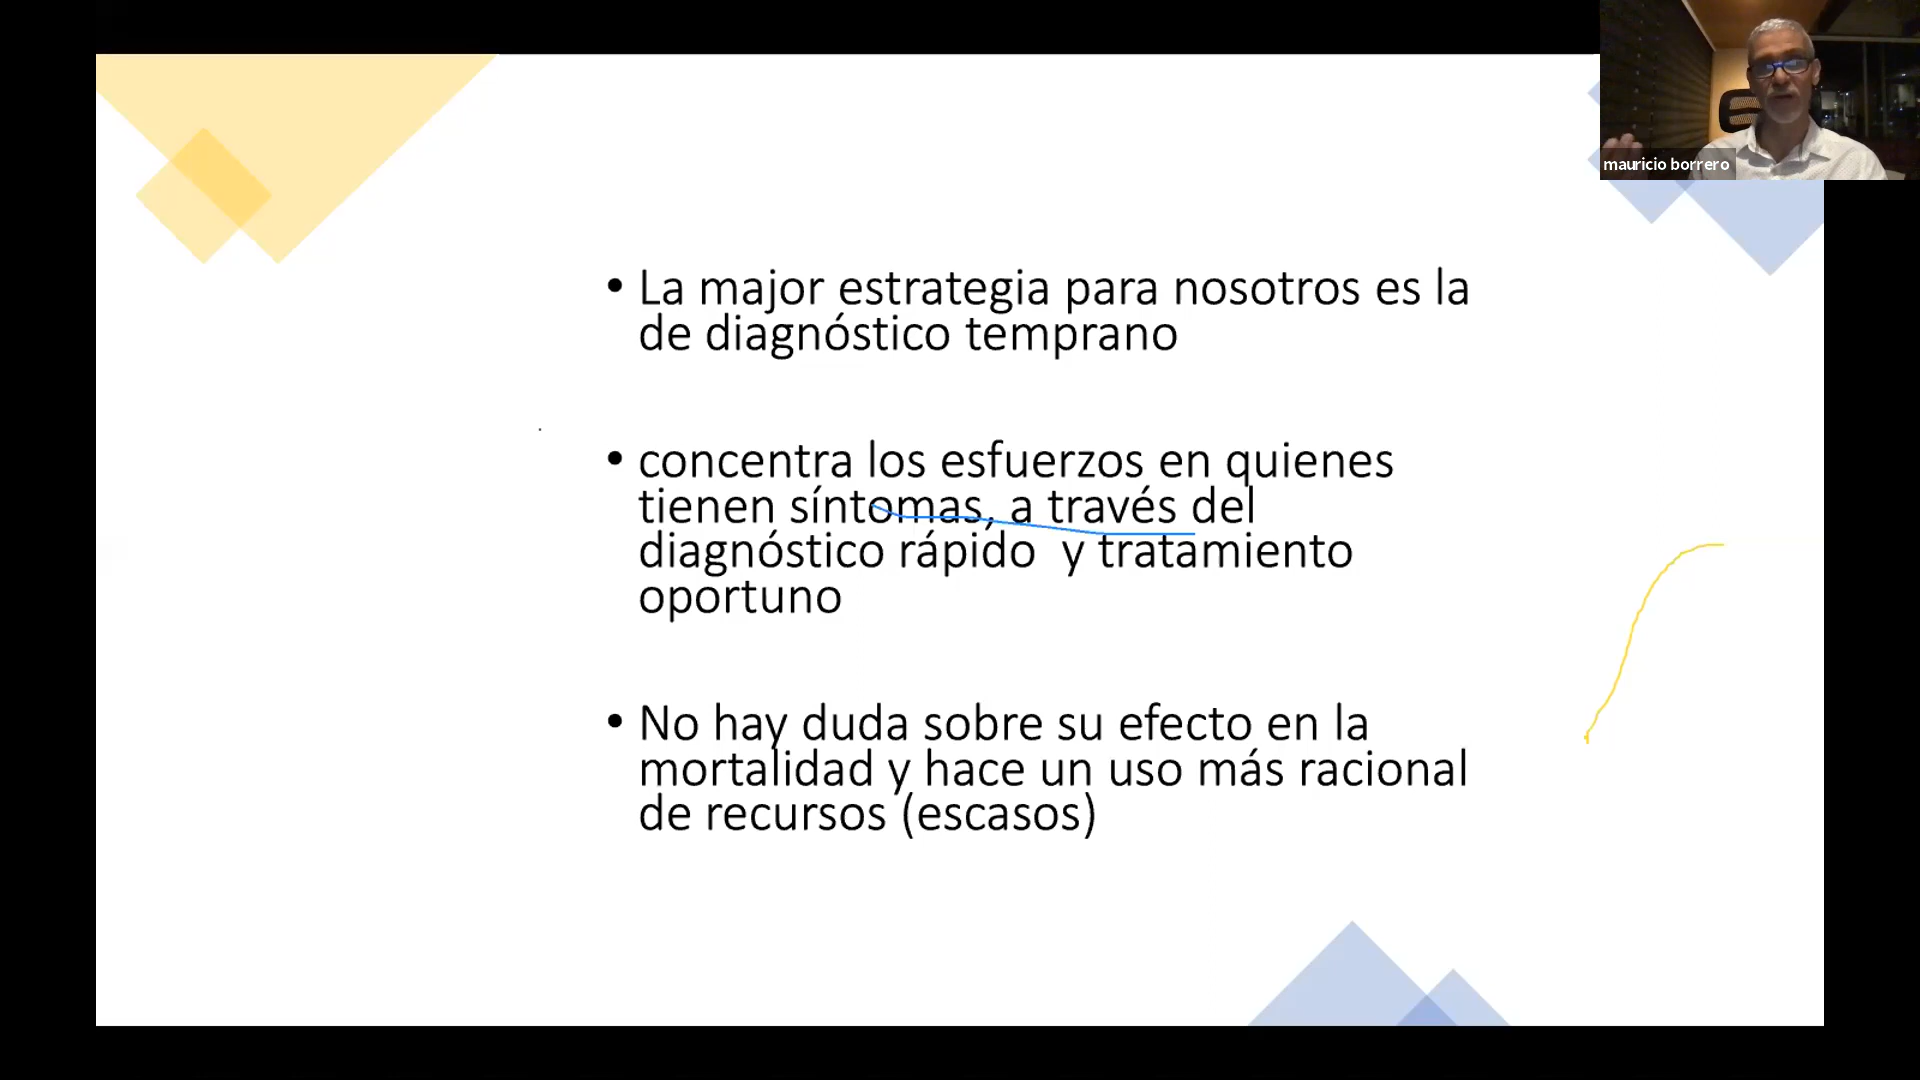 mauricio borrero
• La major estrategia para nosotros es la
de diagnóstico temprano
• concentra los esfuerzos en quienes
tienen síntomas, a través del
diagnóstico rápido y tratamiento
oportuno
• No hay duda sobre su efecto en la
mortalidad y hace un uso más racional
de recursos (escasos)